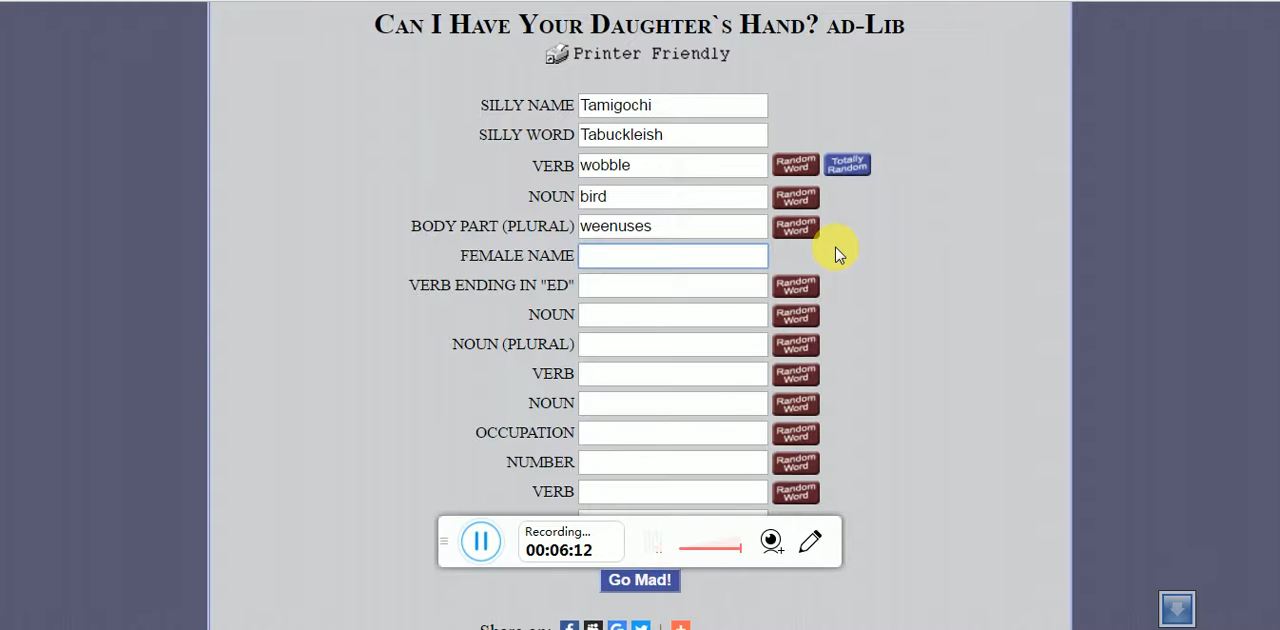 CAN I HAVE YOUR DAUGHTER`S HAND? AD-LIB
Printer Friendly
SILLY NAME Tamigochi
SILLY WORD Tabuckleish
VERB wobble Random Word Totally Random
NOUN bird Random Word
BODY PART (PLURAL) weenuses Random Word
FEMALE NAME
VERB ENDING IN "ED" Random Word
NOUN Random Word
NOUN (PLURAL) Random Word
VERB Random Word
NOUN Random Word
OCCUPATION Random Word
NUMBER Random Word
VERB Random Word
Recording...
00:06:12
Go Mad!
Share on: